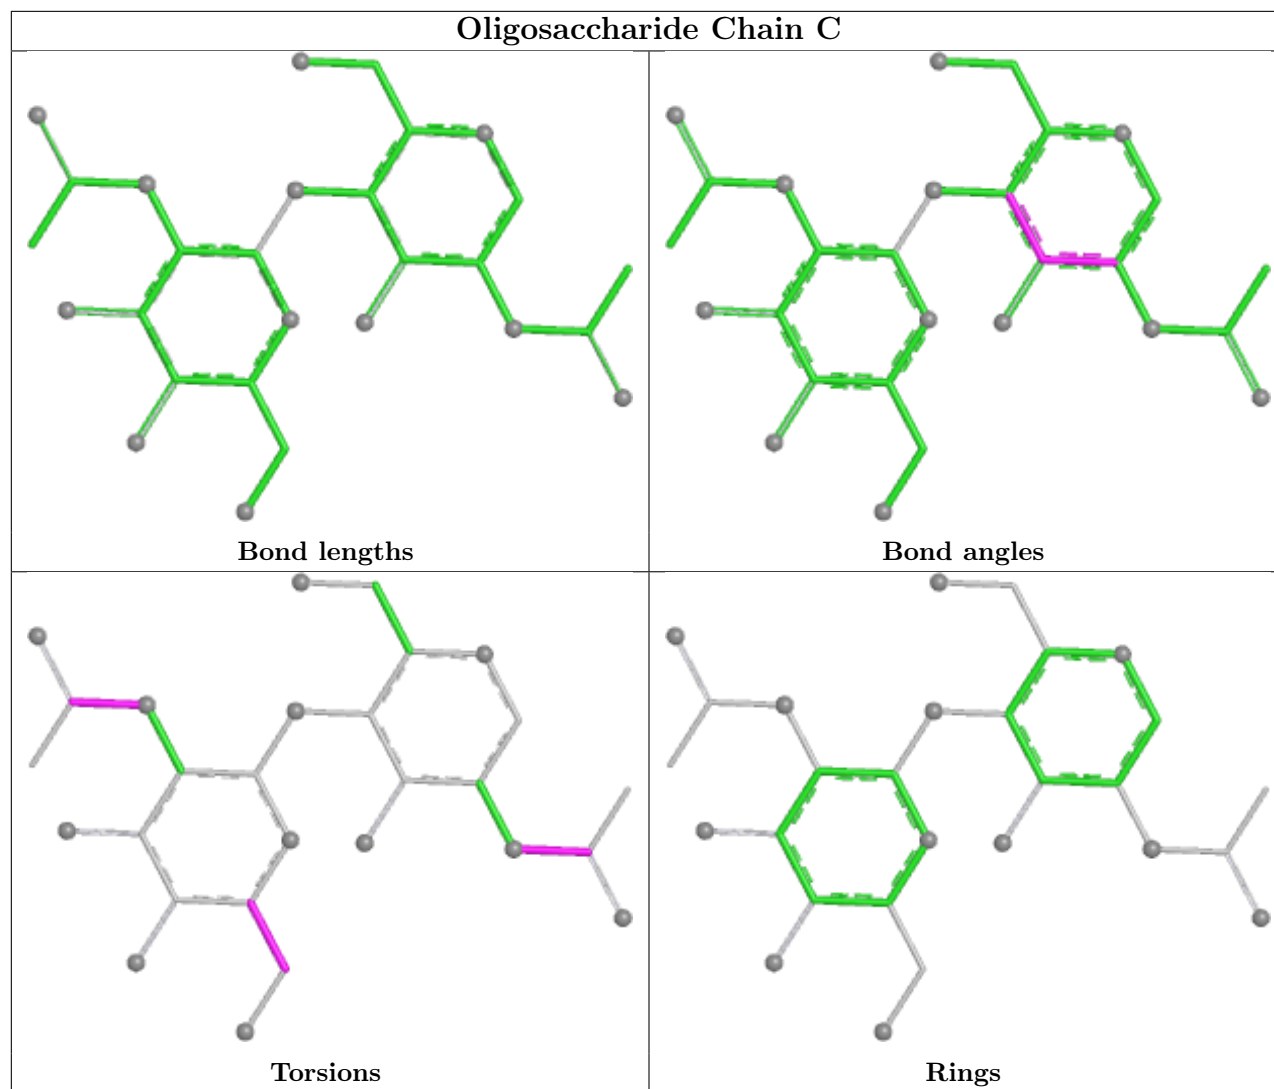 Oligosaccharide Chain C
Bond lengths
Bond angles
Torsions
Rings